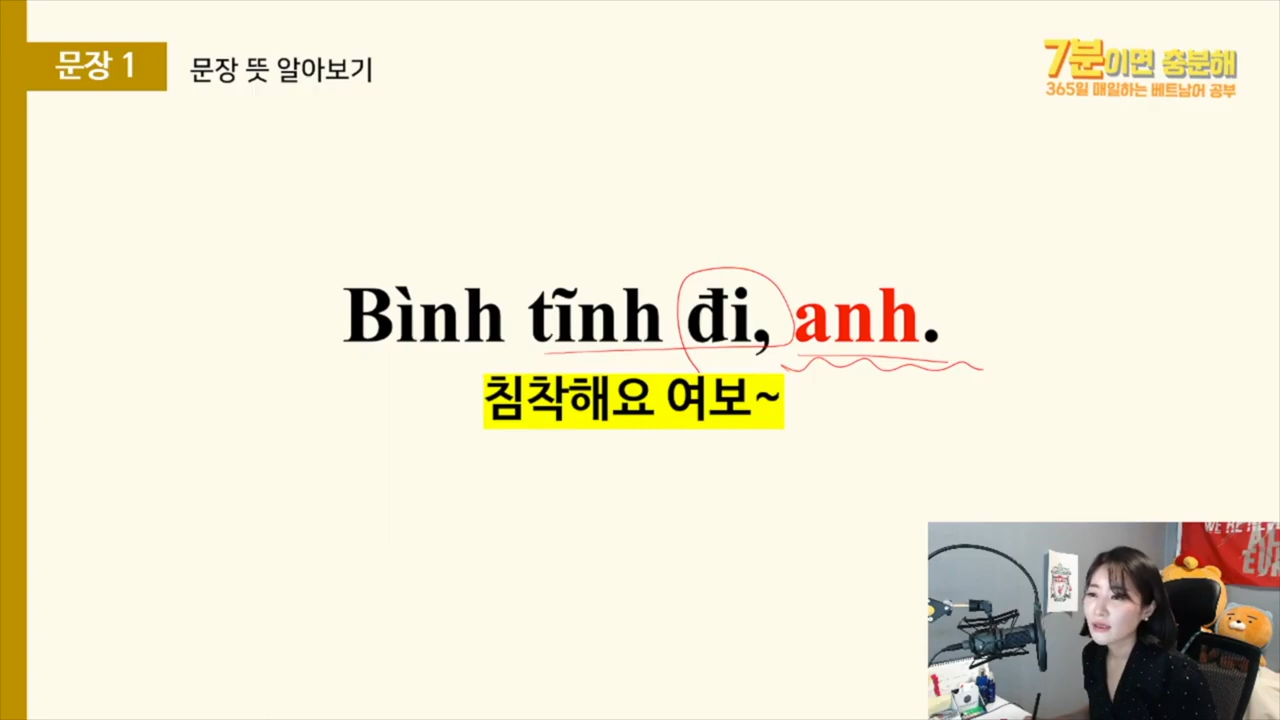 문장 1
문장 뜻 알아보기
7분이면 충분해
365일 매일하는 베트남어 공부
Bình tĩnh đi, anh.
침착해요 여보~